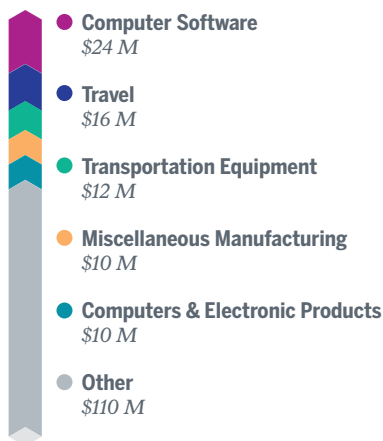 Computer Software
$24 M
Travel
$16 M
Transportation Equipment
$12 M
Miscellaneous Manufacturing
$10 M
Computers & Electronic Products
$10 M
Other
$110 M